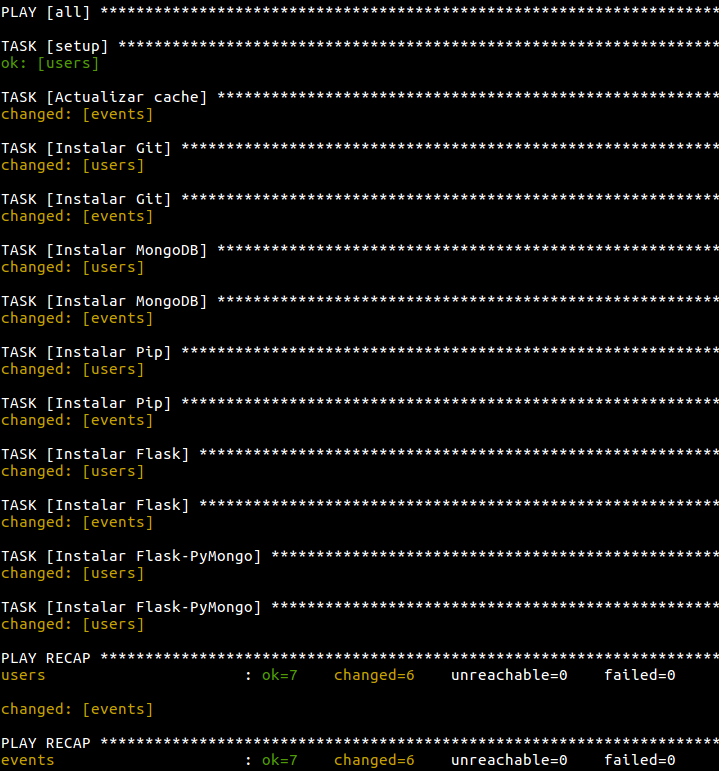 PLAY [all] *********************************************************************
TASK [setup] *******************************************************************
ok: [users]
TASK [Actualizar cache] ********************************************************
changed: [events]
TASK [Instalar Git] ************************************************************
changed: [users]
TASK [Instalar Git] ************************************************************
changed: [events]
TASK [Instalar MongoDB] ********************************************************
changed: [users]
TASK [Instalar MongoDB] ********************************************************
changed: [events]
TASK [Instalar Pip] ************************************************************
changed: [users]
TASK [Instalar Pip] ************************************************************
changed: [events]
TASK [Instalar Flask] **********************************************************
changed: [users]
TASK [Instalar Flask] **********************************************************
changed: [events]
TASK [Instalar Flask-PyMongo] **************************************************
changed: [users]
TASK [Instalar Flask-PyMongo] **************************************************
changed: [users]
PLAY RECAP *********************************************************************
users                      : ok=7    changed=6    unreachable=0    failed=0
changed: [events]
PLAY RECAP *********************************************************************
events                     : ok=7    changed=6    unreachable=0    failed=0